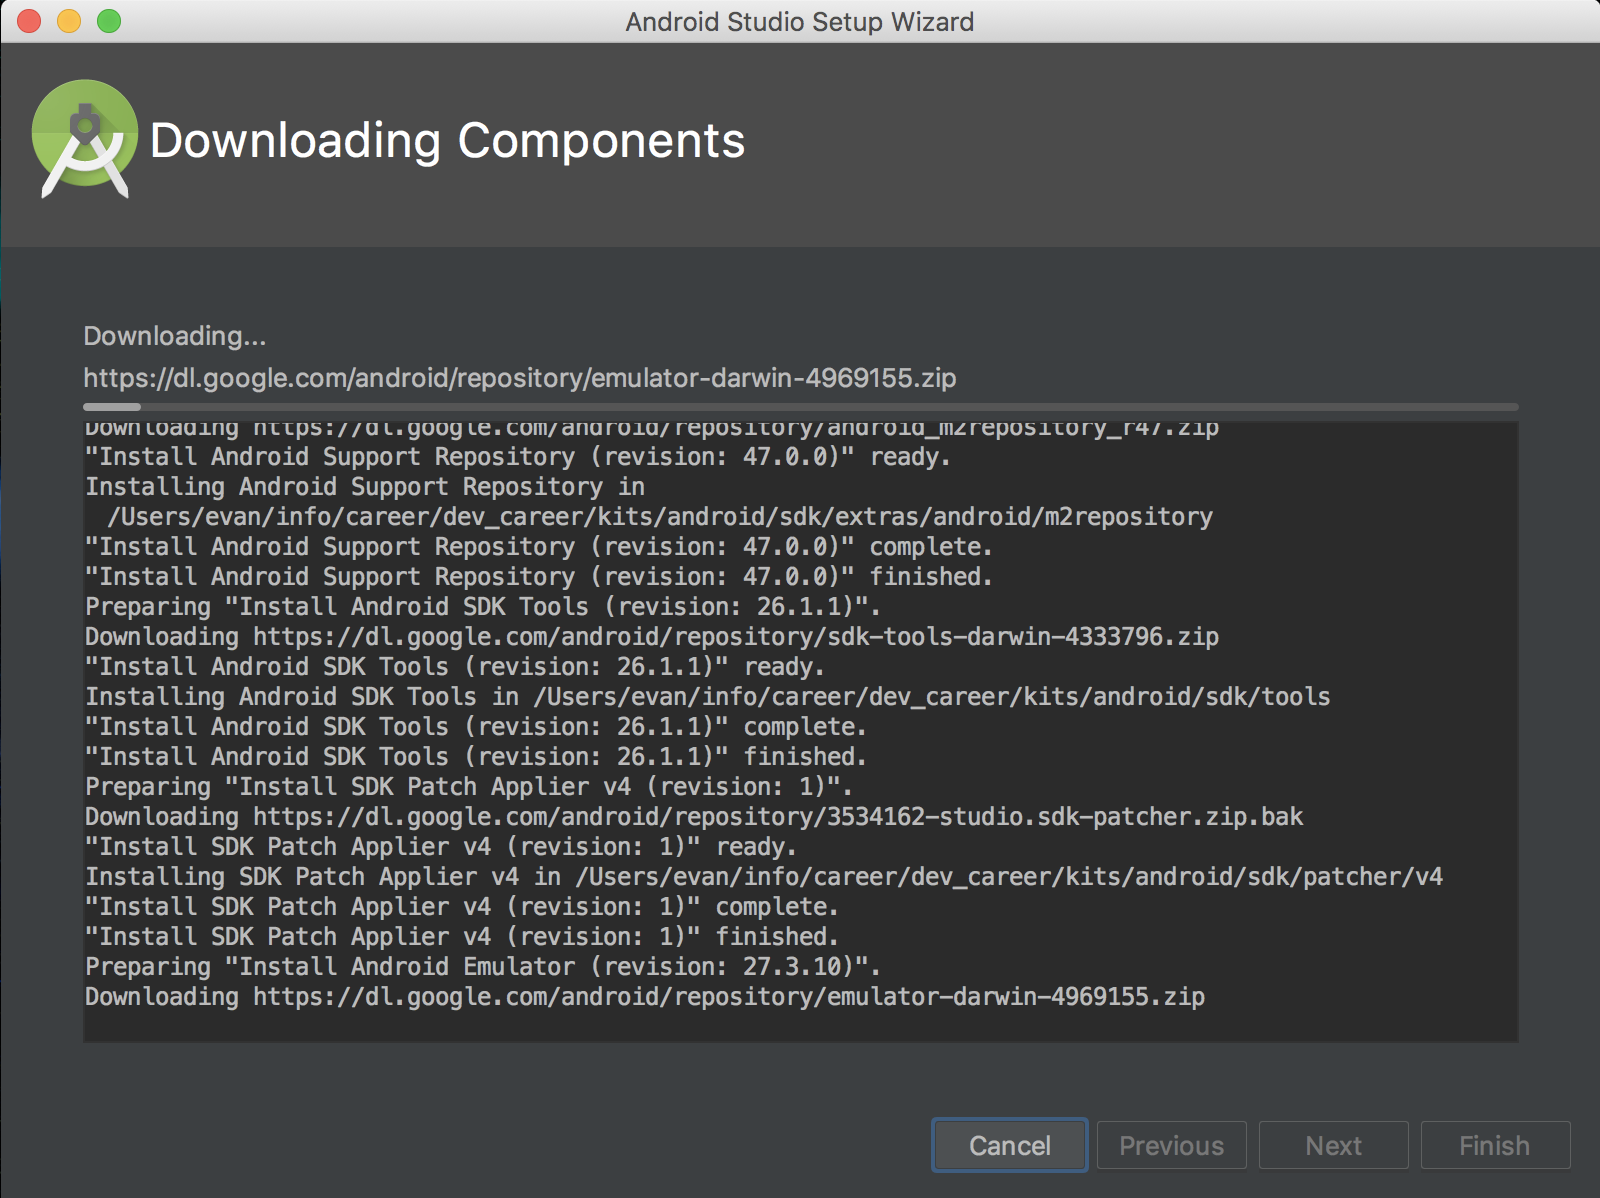 Android Studio Setup Wizard
Downloading Components
Downloading...
https://dl.google.com/android/repository/emulator-darwin-4969155.zip
Downloading https://dl.google.com/android/repository/android_m2repository_r47.zip
"Install Android Support Repository (revision: 47.0.0)" ready.
Installing Android Support Repository in
/Users/evan/info/career/dev_career/kits/android/sdk/extras/android/m2repository
"Install Android Support Repository (revision: 47.0.0)" complete.
"Install Android Support Repository (revision: 47.0.0)" finished.
Preparing "Install Android SDK Tools (revision: 26.1.1)".
Downloading https://dl.google.com/android/repository/sdk-tools-darwin-4333796.zip
"Install Android SDK Tools (revision: 26.1.1)" ready.
Installing Android SDK Tools in /Users/evan/info/career/dev_career/kits/android/sdk/tools
"Install Android SDK Tools (revision: 26.1.1)" complete.
"Install Android SDK Tools (revision: 26.1.1)" finished.
Preparing "Install SDK Patch Applier v4 (revision: 1)".
Downloading https://dl.google.com/android/repository/3534162-studio.sdk-patcher.zip.bak
"Install SDK Patch Applier v4 (revision: 1)" ready.
Installing SDK Patch Applier v4 in /Users/evan/info/career/dev_career/kits/android/sdk/patcher/v4
"Install SDK Patch Applier v4 (revision: 1)" complete.
"Install SDK Patch Applier v4 (revision: 1)" finished.
Preparing "Install Android Emulator (revision: 27.3.10)".
Downloading https://dl.google.com/android/repository/emulator-darwin-4969155.zip
Cancel
Previous
Next
Finish